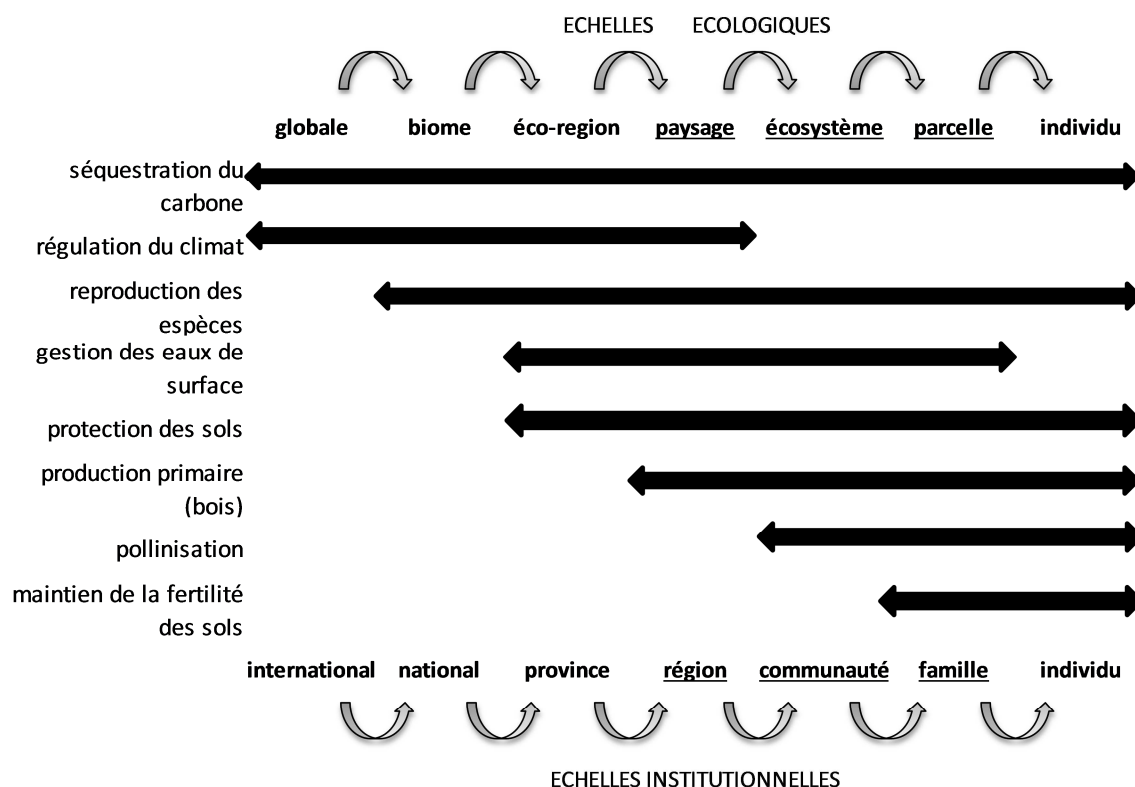 ECHELLES ECOLOGIQUES
globale biome éco-region paysage écosystème parcelle individu
séquestration du
carbone
régulation du climat
reproduction des
espèces
gestion des eaux de
surface
protection des sols
production primaire
(bois)
pollinisation
maintien de la fertilité
des sols
international national province région communauté famille individu
ECHELLES INSTITUTIONNELLES